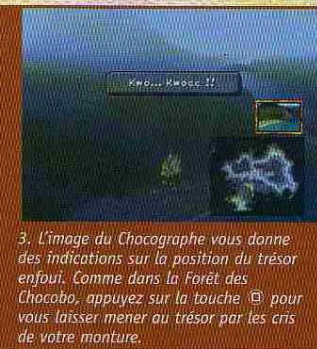 Kwo... Kwocc !!
3. L'image du Chocographe vous donne
des indications sur la position du trésor
enfoui. Comme dans la Forêt des
Chocobo, appuyez sur la touche pour
vous laisser mener au trésor par les cris
de votre monture.